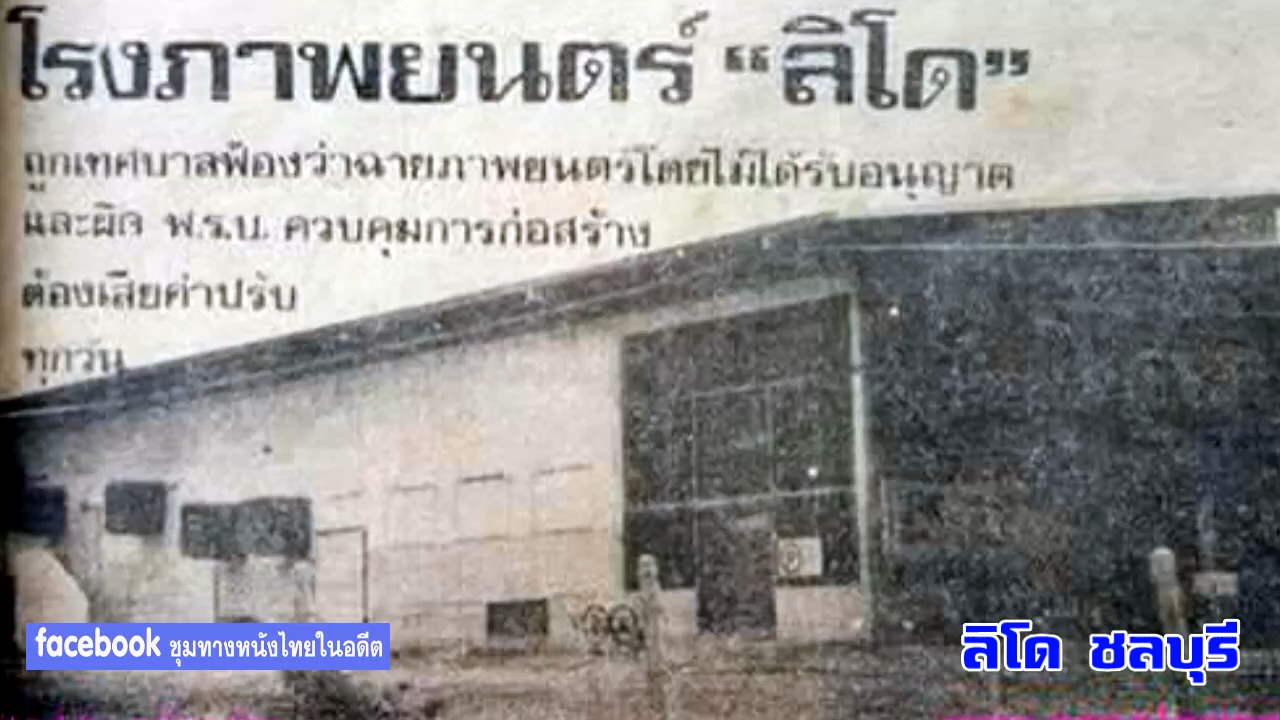 โรงภาพยนตร์ “ลิโด”
ถูกเทศบาลฟ้องว่าฉายภาพยนตร์โดยไม่ได้รับอนุญาต
และผิด พ.ร.บ. ควบคุมการก่อสร้าง
ต้องเสียค่าปรับ
ทุกวัน
facebook ชุมทางหนังไทยในอดีต
ลิโด ชลบุรี